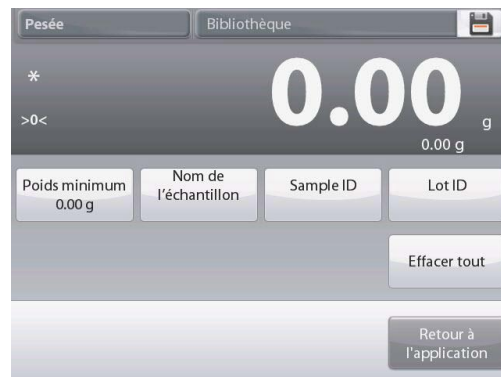 Pesée
Bibliothèque
*
>0<
0.00 g
0.00 g
Poids minimum
0.00 g
Nom de
l'échantillon
Sample ID
Lot ID
Effacer tout
Retour à
l'application